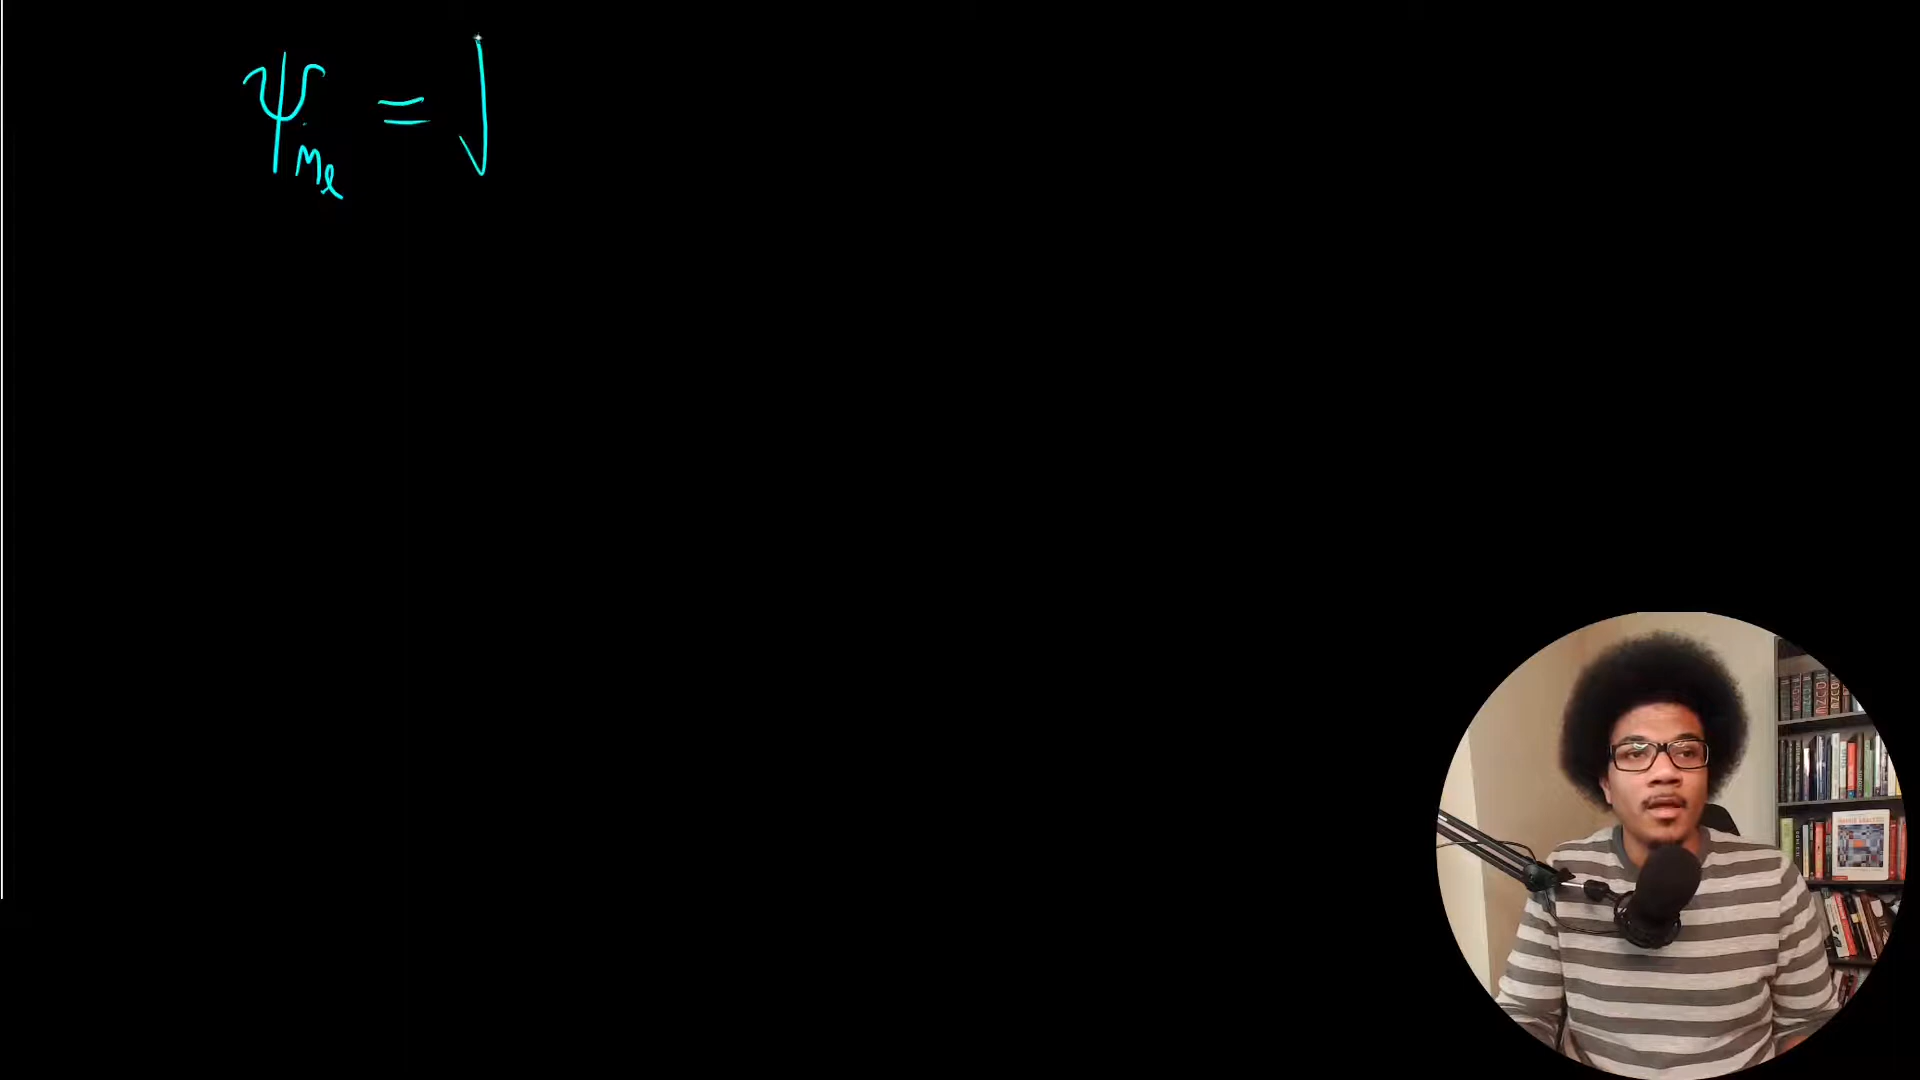 ψ_{m_ℓ} = √